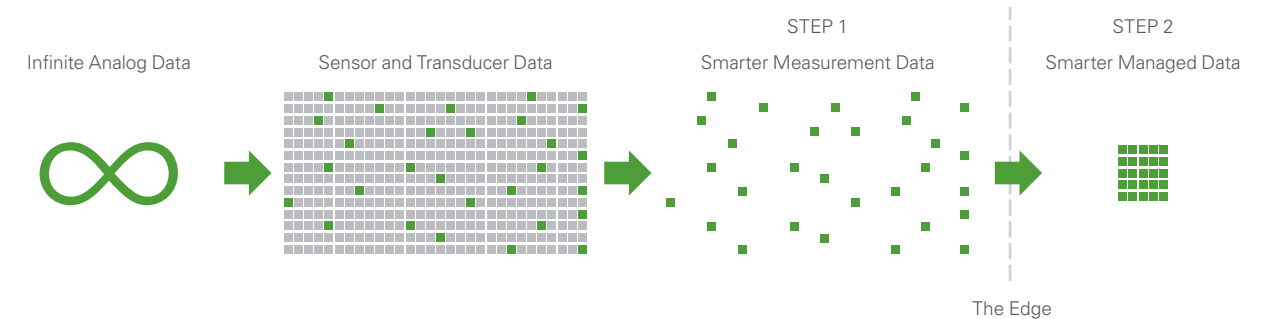 Infinite Analog Data
Sensor and Transducer Data
STEP 1
Smarter Measurement Data
STEP 2
Smarter Managed Data
The Edge